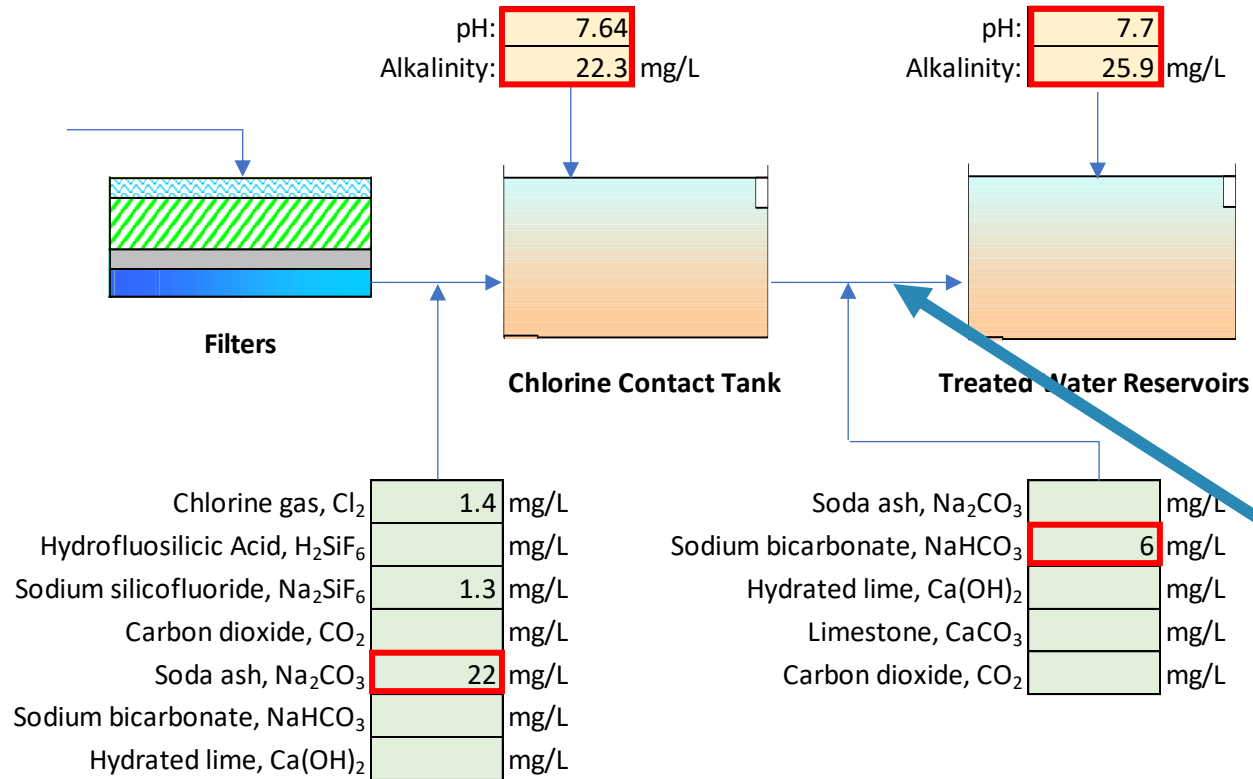 pH: 7.64
Alkalinity: 22.3 mg/L
pH: 7.7
Alkalinity: 25.9 mg/L
Filters
Chlorine Contact Tank
Treated Water Reservoirs
Chlorine gas, Cl₂ 1.4 mg/L
Hydrofluosilicic Acid, H₂SiF₆ mg/L
Sodium silicofluoride, Na₂SiF₆ 1.3 mg/L
Carbon dioxide, CO₂ mg/L
Soda ash, Na₂CO₃ 22 mg/L
Sodium bicarbonate, NaHCO₃ mg/L
Hydrated lime, Ca(OH)₂ mg/L
Soda ash, Na₂CO₃ mg/L
Sodium bicarbonate, NaHCO₃ 6 mg/L
Hydrated lime, Ca(OH)₂ mg/L
Limestone, CaCO₃ mg/L
Carbon dioxide, CO₂ mg/L